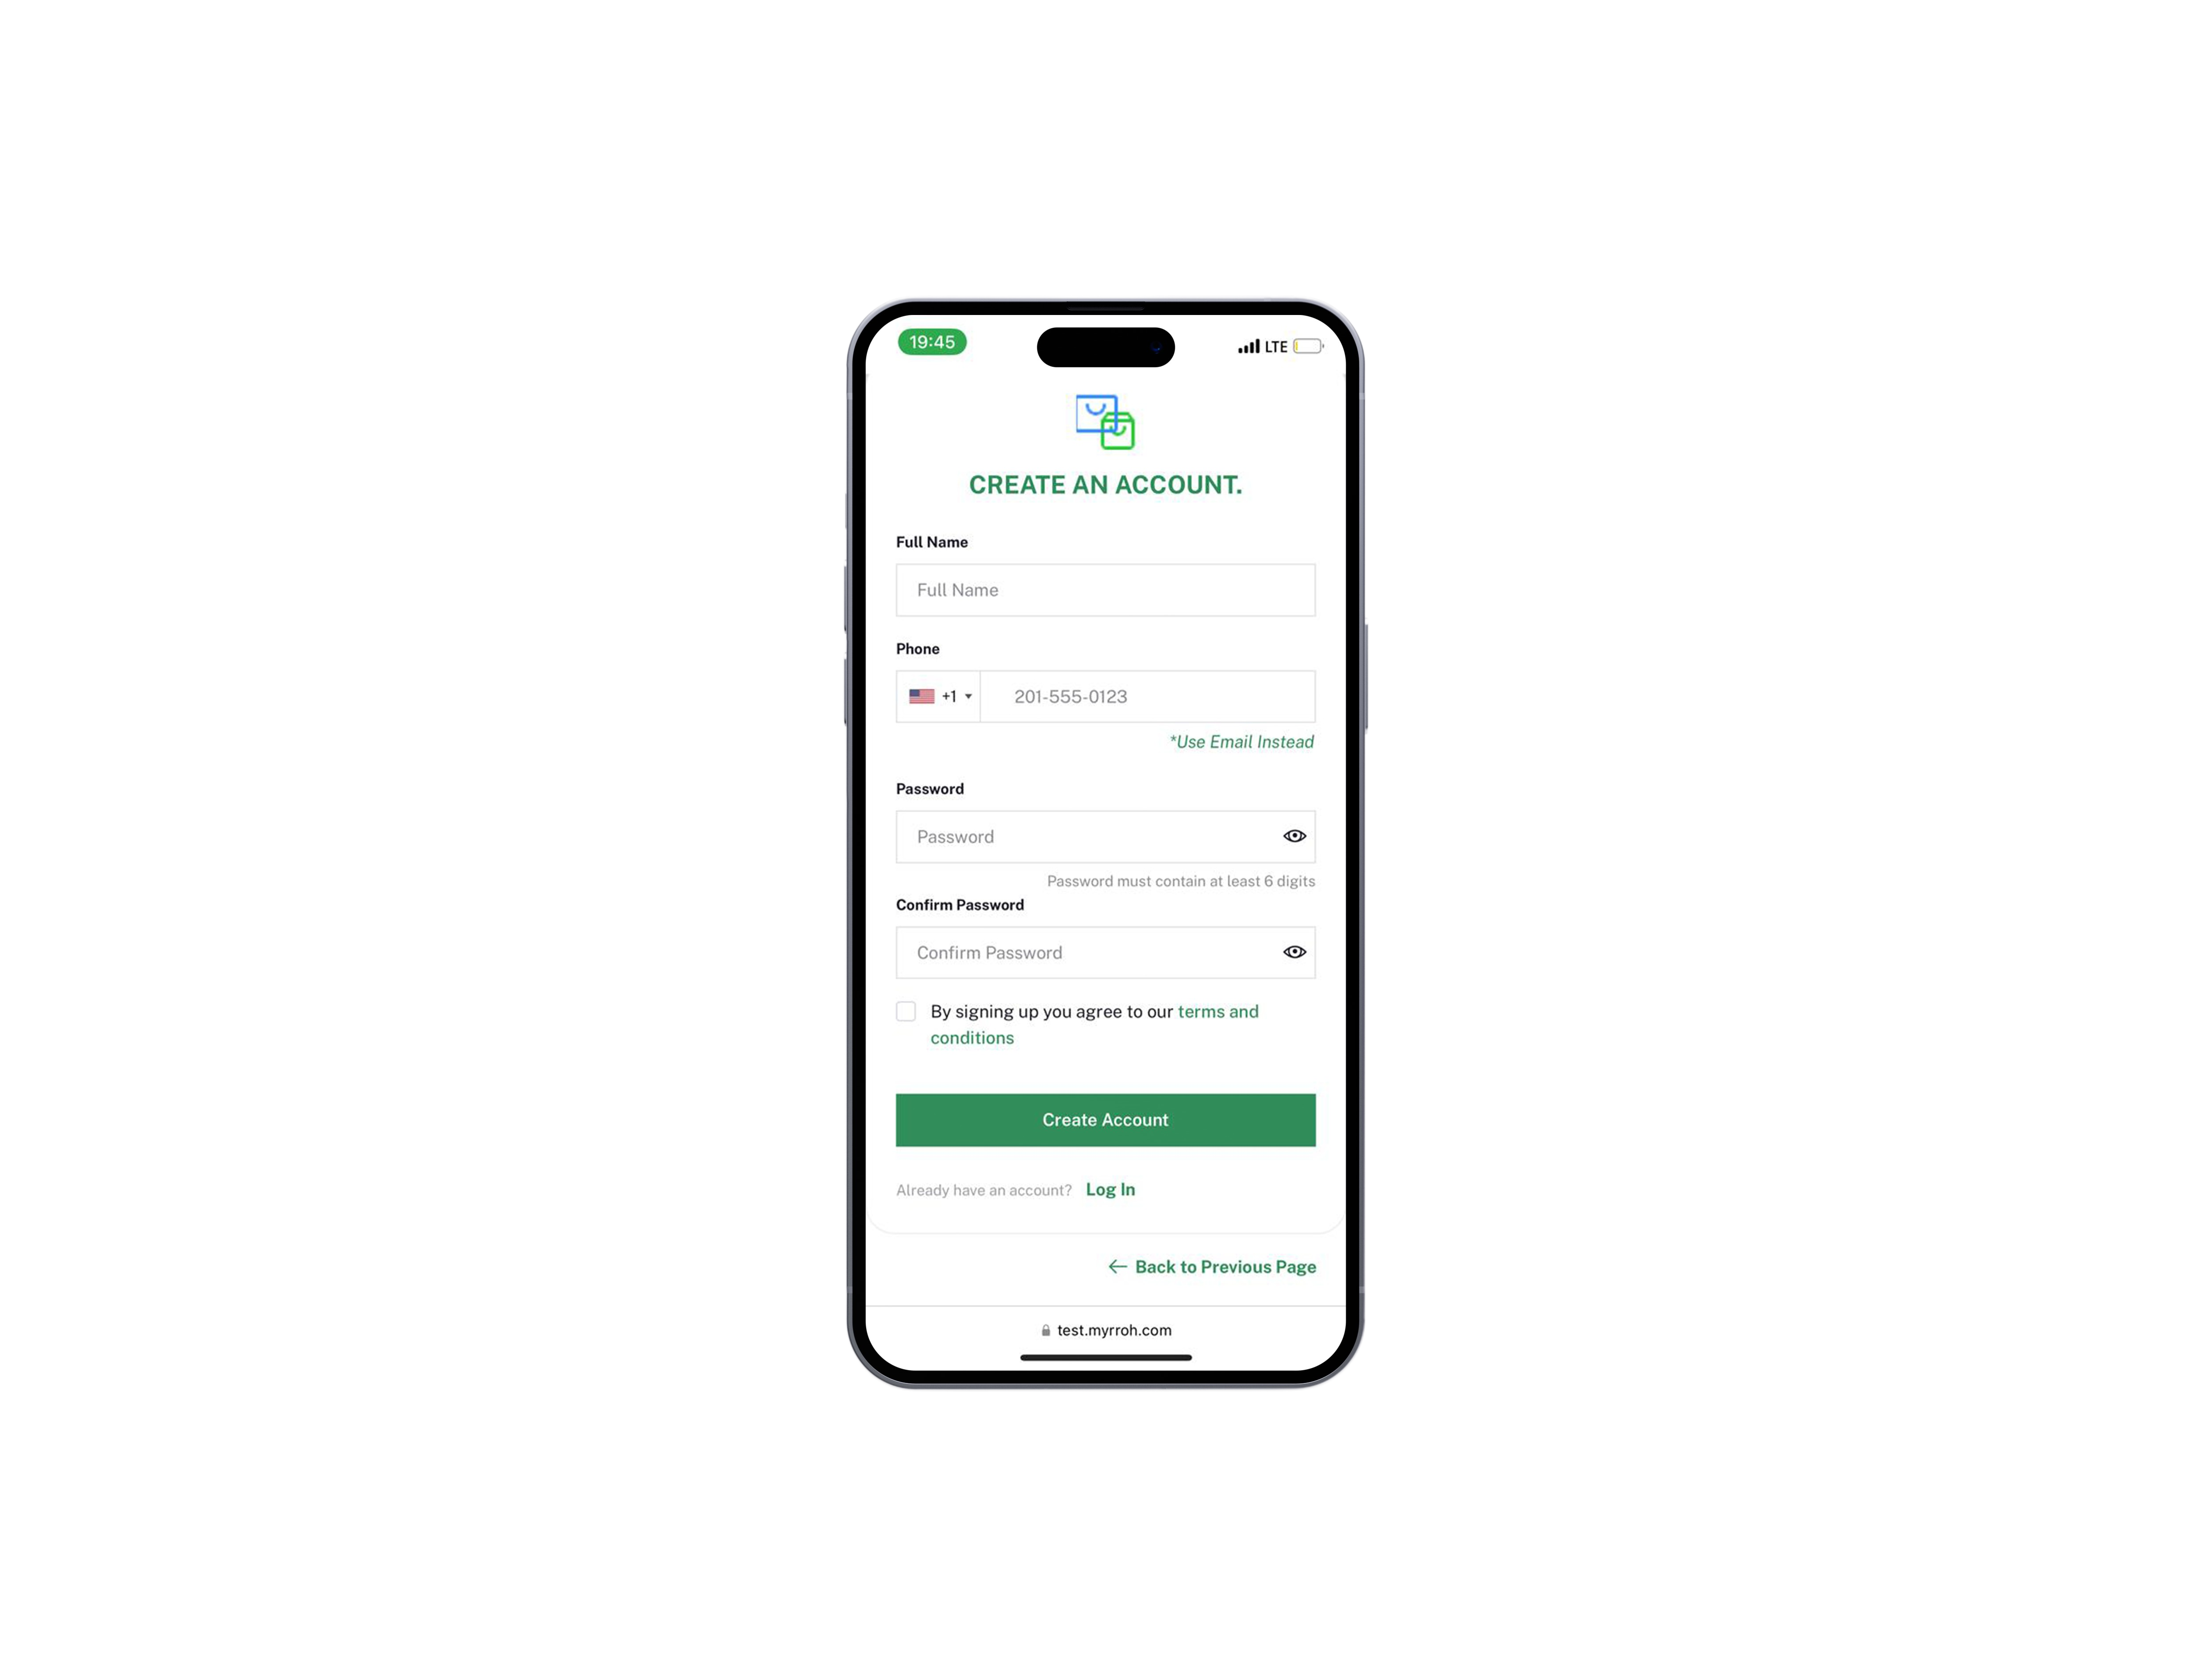 19:45
LTE
CREATE AN ACCOUNT.
Full Name
Full Name
Phone
+1
201-555-0123
*Use Email Instead
Password
Password
Password must contain at least 6 digits
Confirm Password
Confirm Password
By signing up you agree to our terms and
conditions
Create Account
Already have an account? Log In
← Back to Previous Page
test.myrroh.com